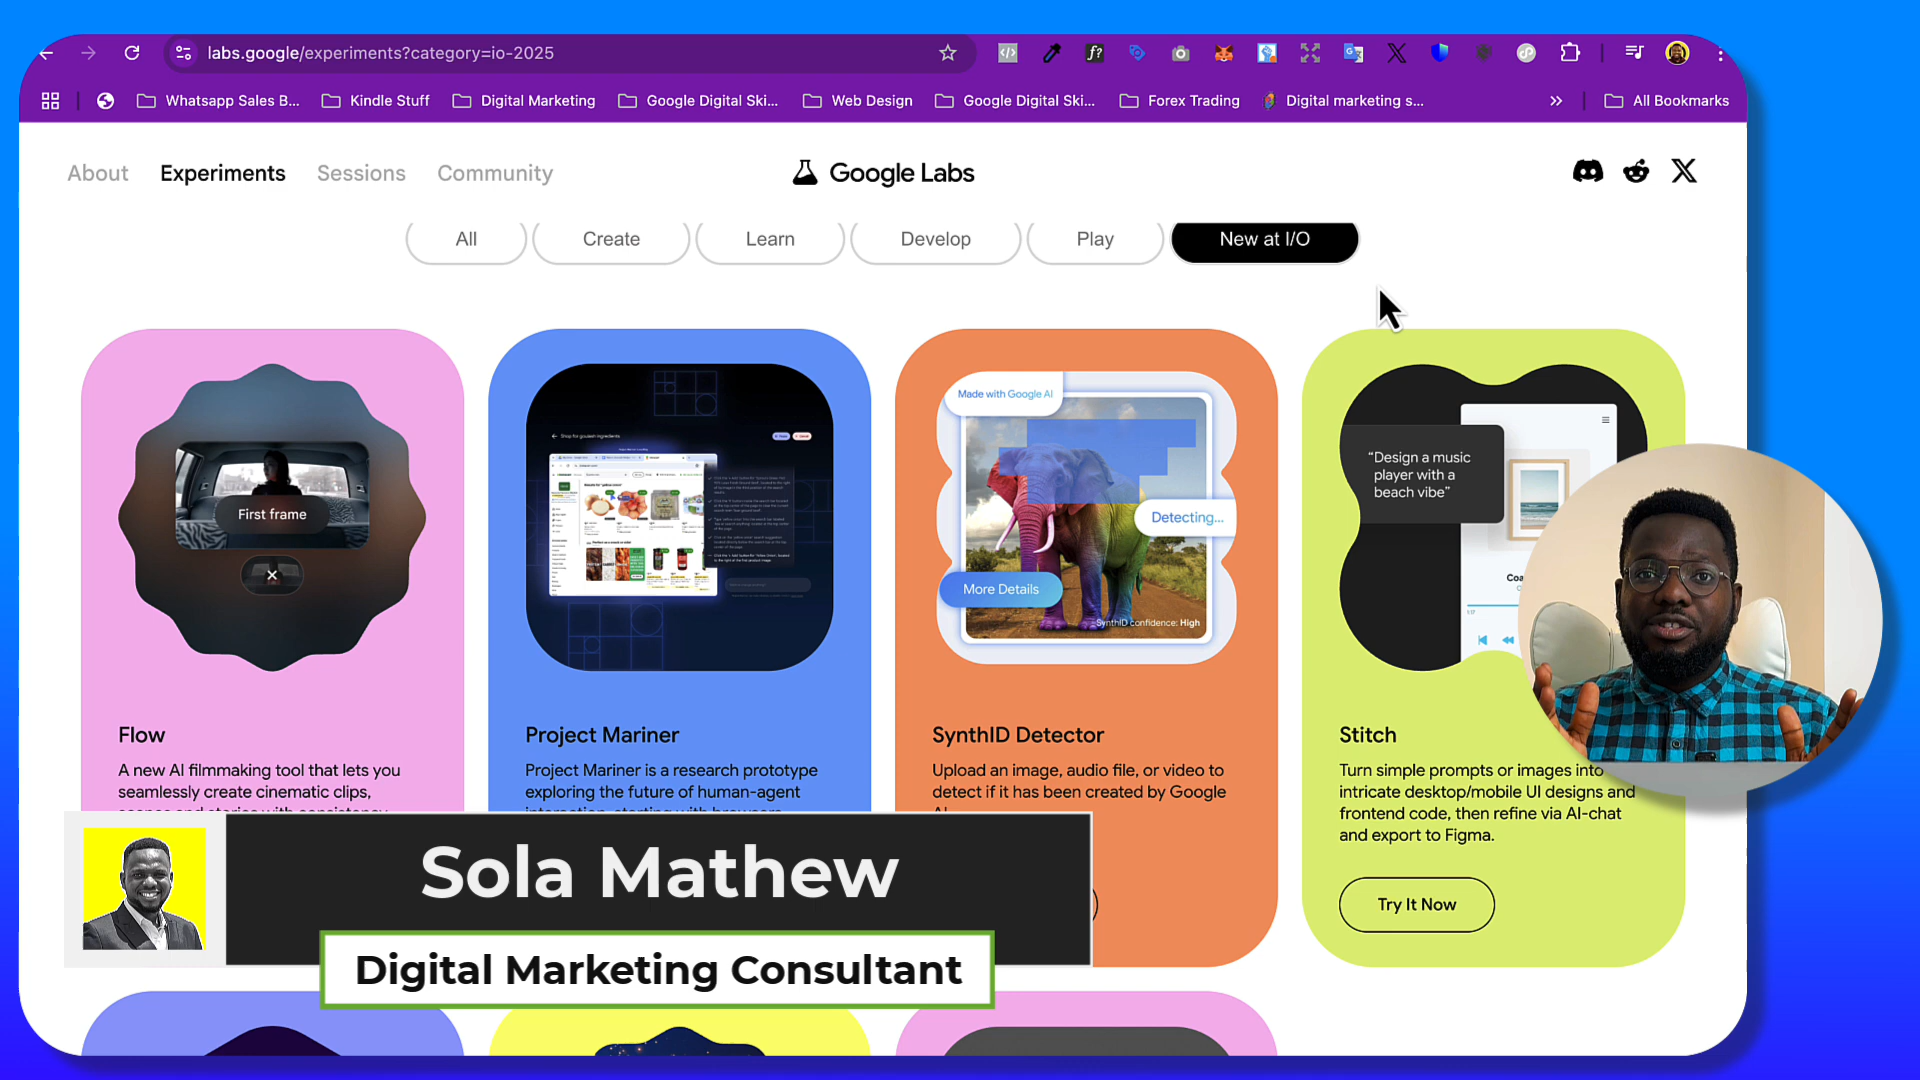 labs.google/experiments?category=io-2025
Whatsapp Sales B...
Kindle Stuff
Digital Marketing
Google Digital Ski...
Web Design
Google Digital Ski...
Forex Trading
Digital marketing s...
All Bookmarks
About
Experiments
Sessions
Community
Google Labs
All
Create
Learn
Develop
Play
New at I/O
First frame
Made with Google AI
Detecting...
More Details
SynthID confidence: High
“Design a music
player with a
beach vibe”
Flow
A new AI filmmaking tool that lets you
seamlessly create cinematic clips,
Project Mariner
Project Mariner is a research prototype
exploring the future of human-agent
SynthID Detector
Upload an image, audio file, or video to
detect if it has been created by Google
Stitch
Turn simple prompts or images into
intricate desktop/mobile UI designs and
frontend code, then refine via AI-chat
and export to Figma.
Try It Now
Sola Mathew
Digital Marketing Consultant